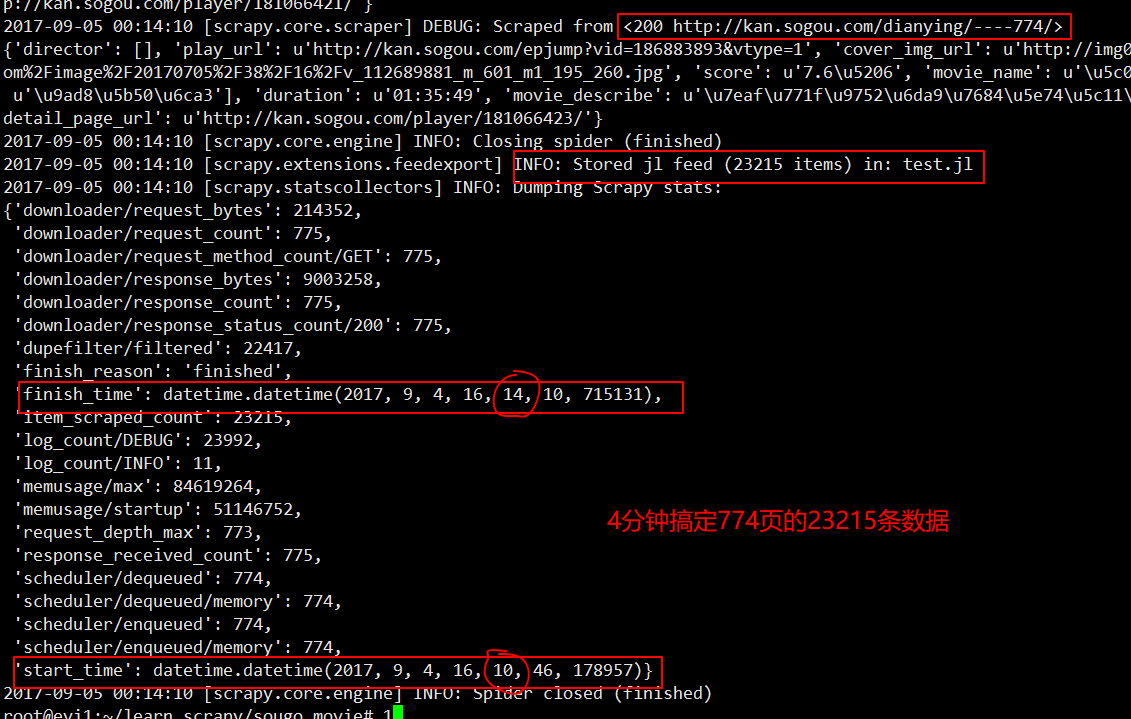 p://kan.sogou.com/player/181066421/ }
2017-09-05 00:14:10 [scrapy.core.scraper] DEBUG: Scraped from <200 http://kan.sogou.com/dianying/----774/>
{'director': [], 'play_url': u'http://kan.sogou.com/epjump?vid=186883893&vtype=1', 'cover_img_url': u'http://img0
om%2Fimage%2F20170705%2F38%2F16%2Fv_112689881_m_601_m1_195_260.jpg', 'score': u'7.6\u5206', 'movie_name': u'\u5c0
u'\u9ad8\u5b50\u6ca3'], 'duration': u'01:35:49', 'movie_describe': u'\u7eaf\u771f\u9752\u6da9\u7684\u5e74\u5c11\
detail_page_url': u'http://kan.sogou.com/player/181066423/'}
2017-09-05 00:14:10 [scrapy.core.engine] INFO: Closing spider (finished)
2017-09-05 00:14:10 [scrapy.extensions.feedexport] INFO: Stored jl feed (23215 items) in: test.jl
2017-09-05 00:14:10 [scrapy.statscollectors] INFO: Dumping Scrapy stats:
{'downloader/request_bytes': 214352,
'downloader/request_count': 775,
'downloader/request_method_count/GET': 775,
'downloader/response_bytes': 9003258,
'downloader/response_count': 775,
'downloader/response_status_count/200': 775,
'dupefilter/filtered': 22417,
'finish_reason': 'finished',
'finish_time': datetime.datetime(2017, 9, 4, 16, 14, 10, 715131),
'item_scraped_count': 23215,
'log_count/DEBUG': 23992,
'log_count/INFO': 11,
'memusage/max': 84619264,
'memusage/startup': 51146752,
4分钟搞定774页的23215条数据
'request_depth_max': 773,
'response_received_count': 775,
'scheduler/dequeued': 774,
'scheduler/dequeued/memory': 774,
'scheduler/enqueued': 774,
'scheduler/enqueued/memory': 774,
'start_time': datetime.datetime(2017, 9, 4, 16, 10, 46, 178957)}
2017-09-05 00:14:10 [scrapy.core.engine] INFO: Spider closed (finished)
root@evi1:~/learn_scrapy/sougo_movie# 1